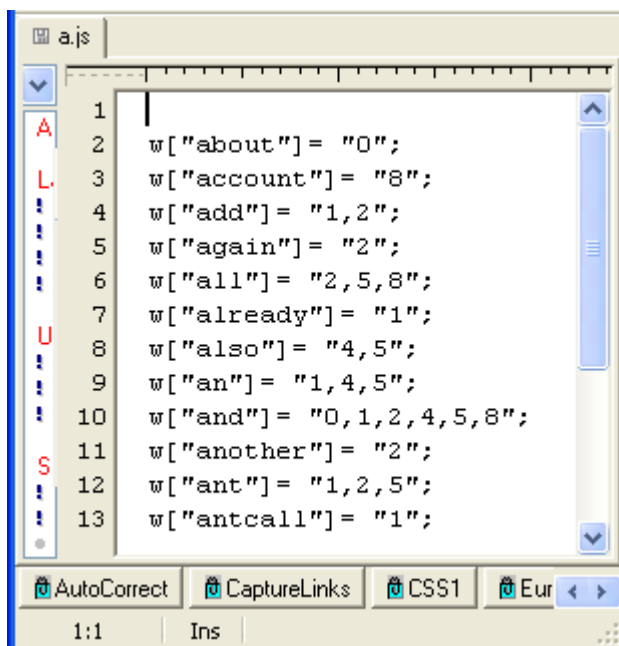 a.js
1
2 w["about"]= "0";
3 w["account"]= "8";
4 w["add"]= "1,2";
5 w["again"]= "2";
6 w["all"]= "2,5,8";
7 w["already"]= "1";
8 w["also"]= "4,5";
9 w["an"]= "1,4,5";
10 w["and"]= "0,1,2,4,5,8";
11 w["another"]= "2";
12 w["ant"]= "1,2,5";
13 w["antcall"]= "1";
A
L
U
S
AutoCorrect CaptureLinks CSS1 Eur
1:1 Ins